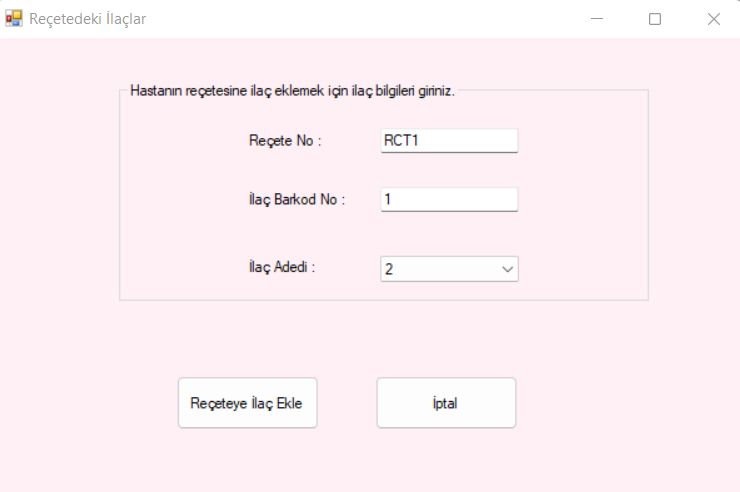 Reçetedeki İlaçlar
Hastanın reçetesine ilaç eklemek için ilaç bilgileri giriniz.
Reçete No : RCT1
İlaç Barkod No : 1
İlaç Adedi : 2
Reçeteye İlaç Ekle İptal